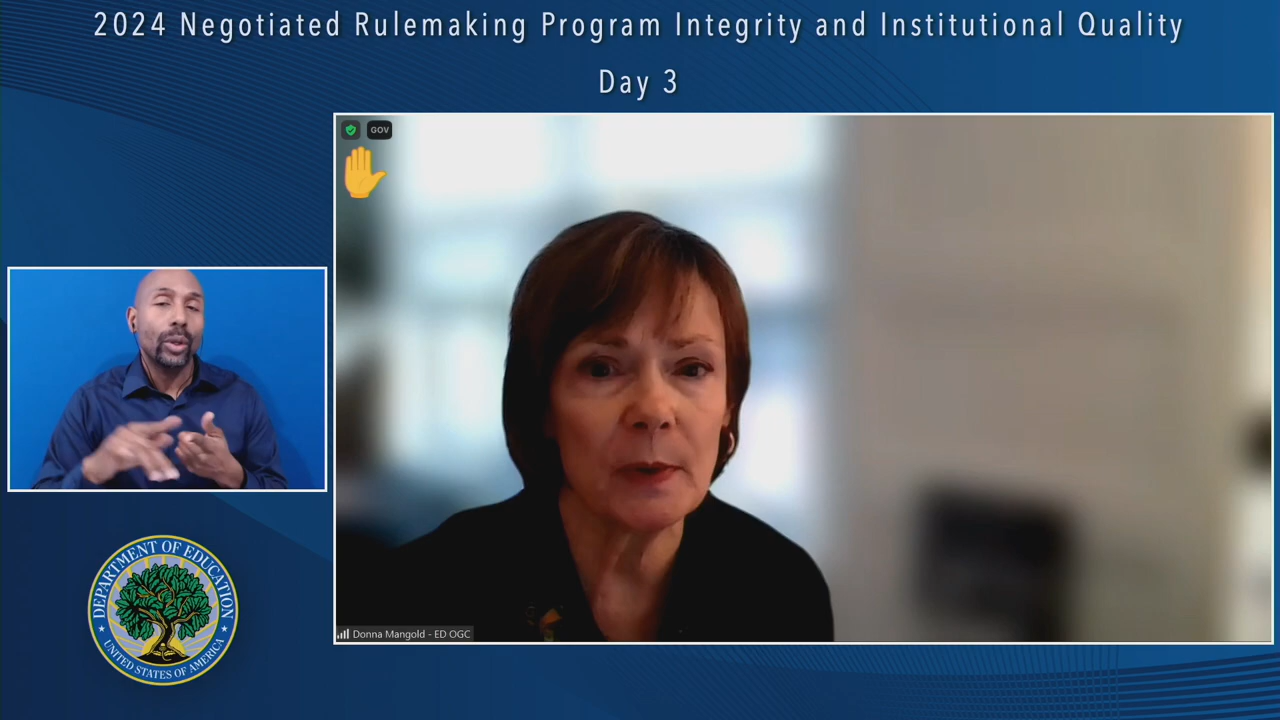 2024 Negotiated Rulemaking Program Integrity and Institutional Quality
Day 3
GOV
Donna Mangold - ED OGC
DEPARTMENT OF EDUCATION
UNITED STATES OF AMERICA